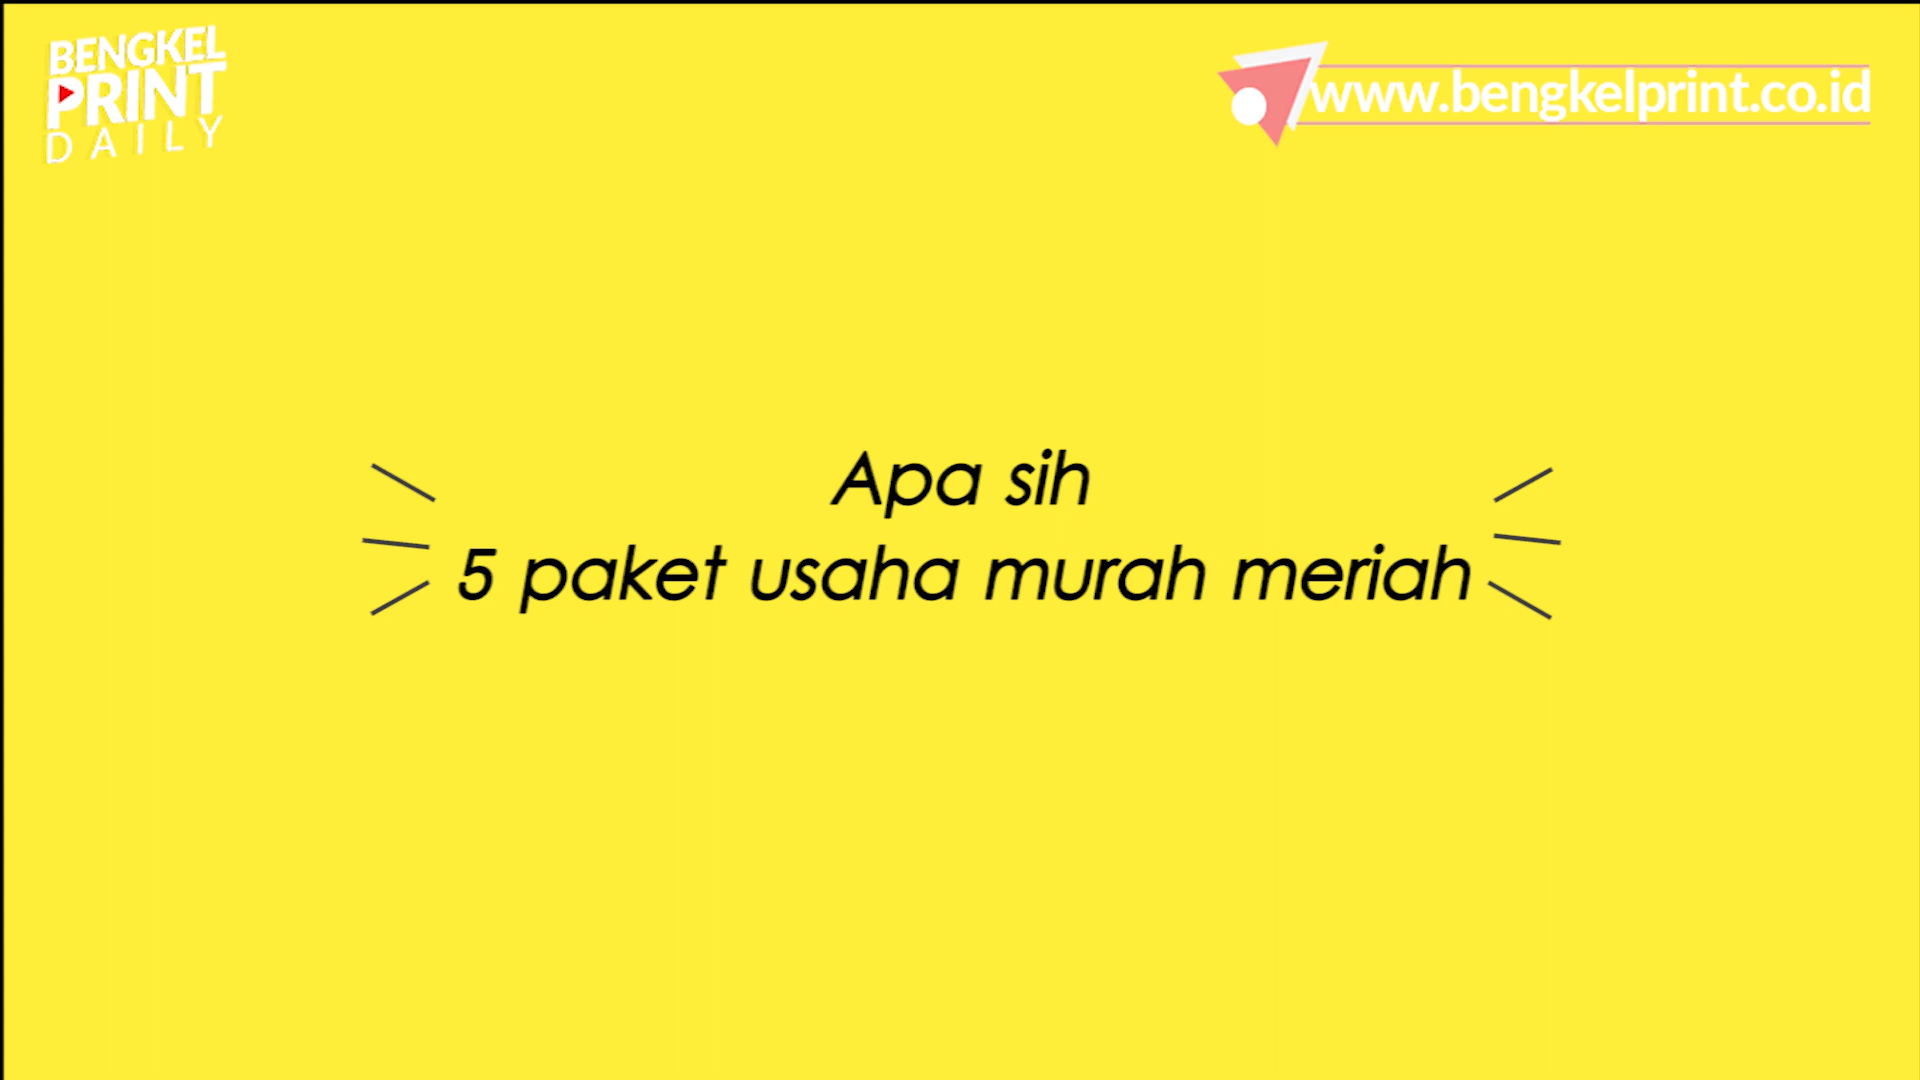 BENGKEL
PRINT
DAILY
www.bengkelprint.co.id
Apa sih
5 paket usaha murah meriah